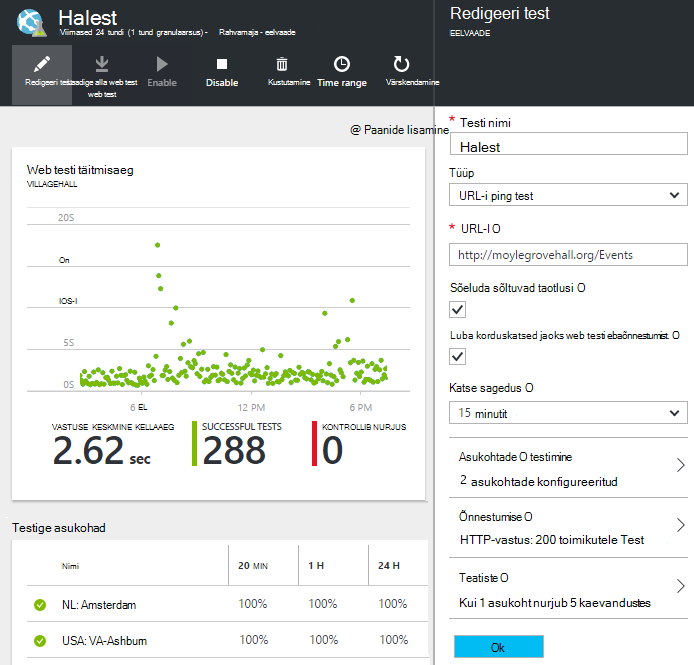 Halest
Viimased 24 tundi (1 tund granulaarsus) - Rahvamaja - eelvaade
Redigeeri test
EELVAADE
Redigeeri test
aadige alla web test
web test
Enable
Disable
Kustutamine
Time range
Värskendamine
@ Paanide lisamine
Web testi täitmisaeg
VILLAGEHALL
20S
On
IOS-I
5S
0S
6 EL
12 PM
6 PM
VASTUSE KESKMINE KELLAAEG
2.62 sec
SUCCESSFUL TESTS
288
KONTROLLIB NURJUS
0
Testige asukohad
Nimi 20 MIN 1 H 24 H
NL: Amsterdam 100% 100% 100%
USA: VA-Ashbum 100% 100% 100%
* Testi nimi
Halest
Tüüp
URL-i ping test
* URL-I O
http://moylegrovehall.org/Events
Sõeluda sõltuvad taotlusi O
Luba korduskatsed jaoks web testi ebaõnnestumist. O
Katse sagedus O
15 minutit
Asukohtade O testimine
2 asukohtade konfigureeritud
Õnnestumise O
HTTP-vastus: 200 toimikutele Test
Teatiste O
Kui 1 asukoht nurjub 5 kaevandustes
Ok